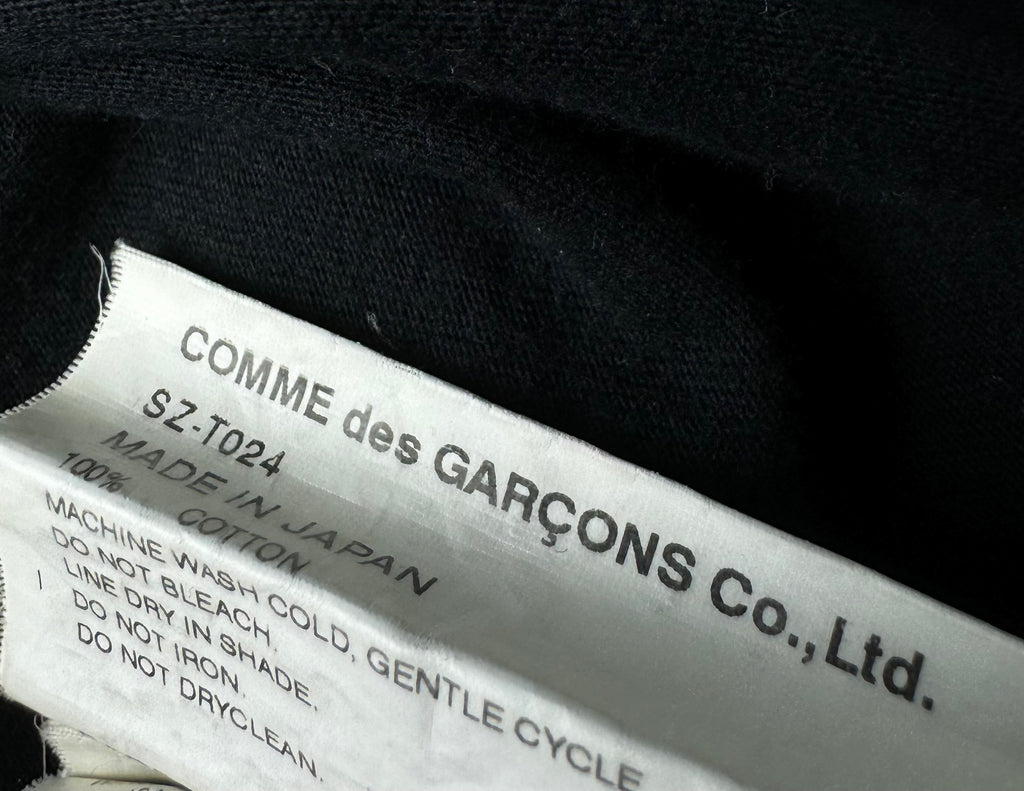 COMME des GARÇONS Co.,Ltd.
SZ-T024
MADE IN JAPAN
100% COTTON
MACHINE WASH COLD, GENTLE CYCLE
DO NOT BLEACH.
LINE DRY IN SHADE.
DO NOT IRON.
DO NOT DRYCLEAN.